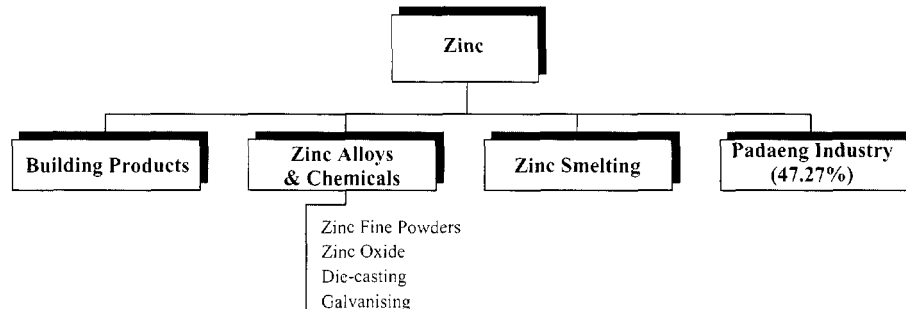 Zinc
Building Products
Zinc Alloys
& Chemicals
Zinc Smelting
Padaeng Industry
(47.27%)
Zinc Fine Powders
Zinc Oxide
Die-casting
Galvanising